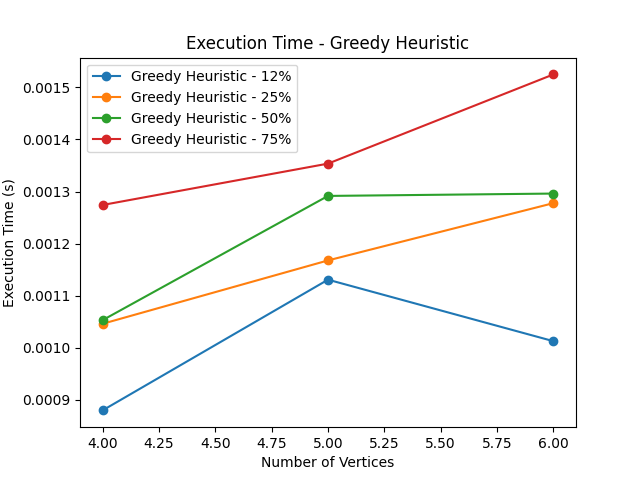 Execution Time - Greedy Heuristic
Greedy Heuristic - 12%
Greedy Heuristic - 25%
Greedy Heuristic - 50%
Greedy Heuristic - 75%
Execution Time (s)
0.0015
0.0014
0.0013
0.0012
0.0011
0.0010
0.0009
4.00 4.25 4.50 4.75 5.00 5.25 5.50 5.75 6.00
Number of Vertices